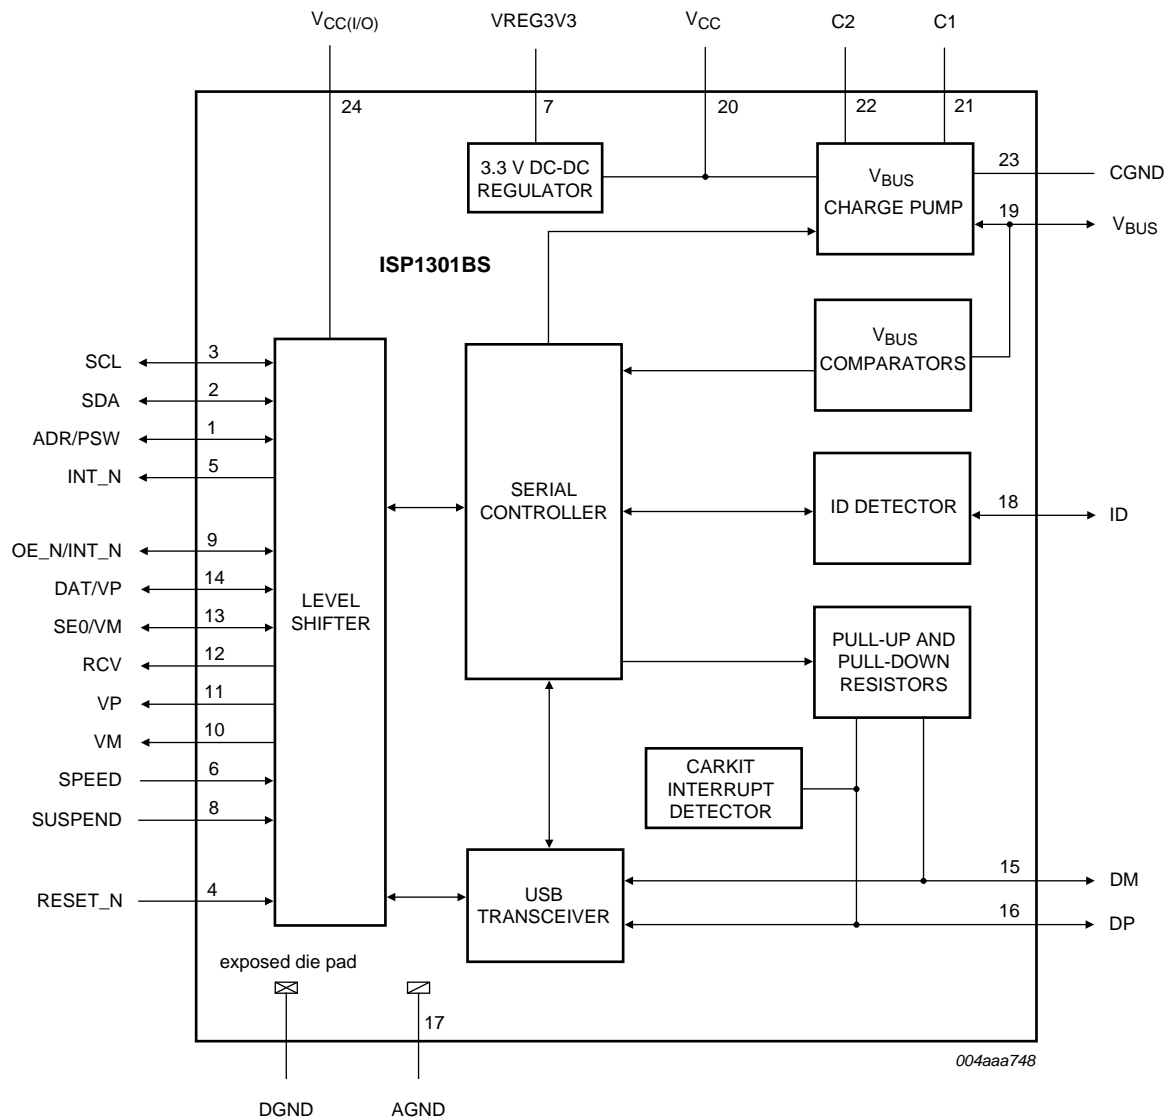 VCC(I/O) VREG3V3 VCC C2 C1
24 7 20 22 21
3.3 V DC-DC
REGULATOR
VBUS
CHARGE PUMP
23 CGND
19 VBUS
ISP1301BS
VBUS
COMPARATORS
SCL 3
SDA 2
ADR/PSW 1
INT_N 5
OE_N/INT_N 9
DAT/VP 14
SE0/VM 13
RCV 12
VP 11
VM 10
SPEED 6
SUSPEND 8
RESET_N 4
LEVEL
SHIFTER
SERIAL
CONTROLLER
ID DETECTOR
18 ID
PULL-UP AND
PULL-DOWN
RESISTORS
CARKIT
INTERRUPT
DETECTOR
USB
TRANSCEIVER
15 DM
16 DP
exposed die pad
17
DGND AGND
004aaa748